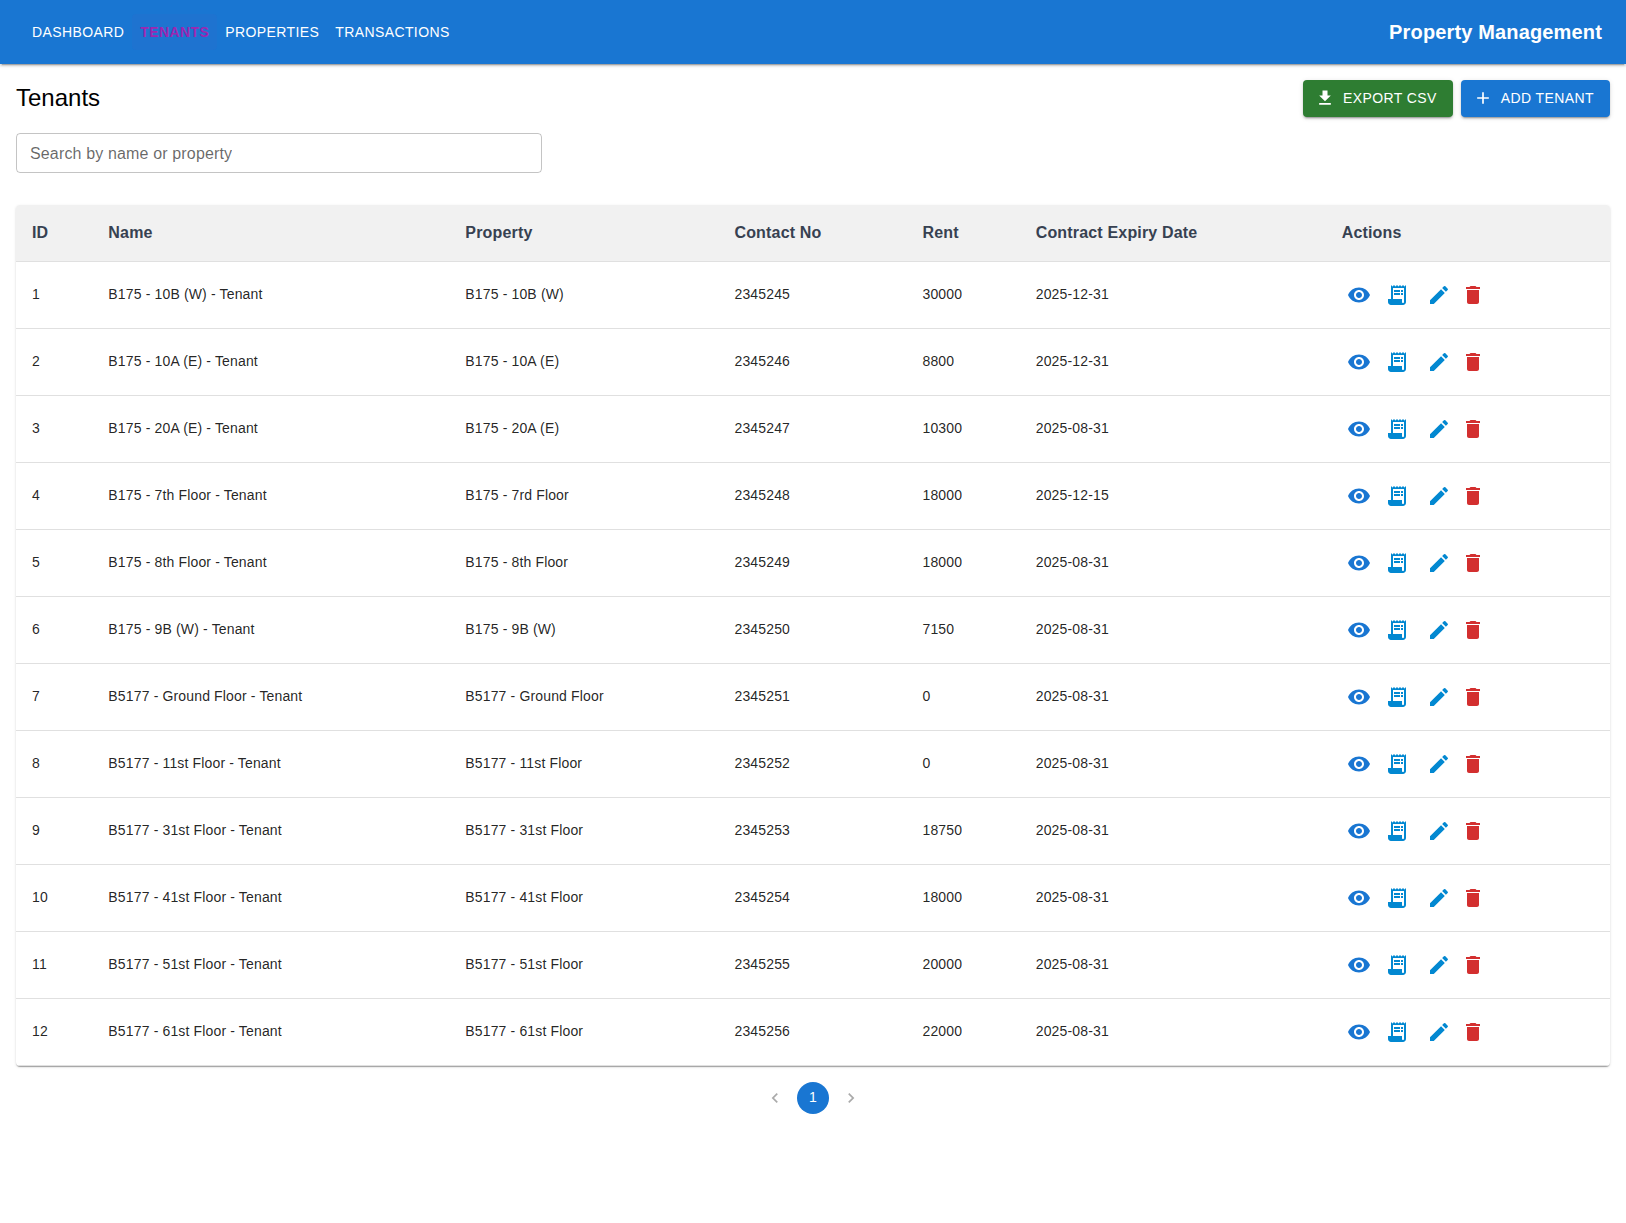 DASHBOARD TENANTS PROPERTIES TRANSACTIONS Property Management
Tenants EXPORT CSV ADD TENANT
Search by name or property
ID Name Property Contact No Rent Contract Expiry Date Actions
1 B175 - 10B (W) - Tenant B175 - 10B (W) 2345245 30000 2025-12-31
2 B175 - 10A (E) - Tenant B175 - 10A (E) 2345246 8800 2025-12-31
3 B175 - 20A (E) - Tenant B175 - 20A (E) 2345247 10300 2025-08-31
4 B175 - 7th Floor - Tenant B175 - 7rd Floor 2345248 18000 2025-12-15
5 B175 - 8th Floor - Tenant B175 - 8th Floor 2345249 18000 2025-08-31
6 B175 - 9B (W) - Tenant B175 - 9B (W) 2345250 7150 2025-08-31
7 B5177 - Ground Floor - Tenant B5177 - Ground Floor 2345251 0 2025-08-31
8 B5177 - 11st Floor - Tenant B5177 - 11st Floor 2345252 0 2025-08-31
9 B5177 - 31st Floor - Tenant B5177 - 31st Floor 2345253 18750 2025-08-31
10 B5177 - 41st Floor - Tenant B5177 - 41st Floor 2345254 18000 2025-08-31
11 B5177 - 51st Floor - Tenant B5177 - 51st Floor 2345255 20000 2025-08-31
12 B5177 - 61st Floor - Tenant B5177 - 61st Floor 2345256 22000 2025-08-31
1